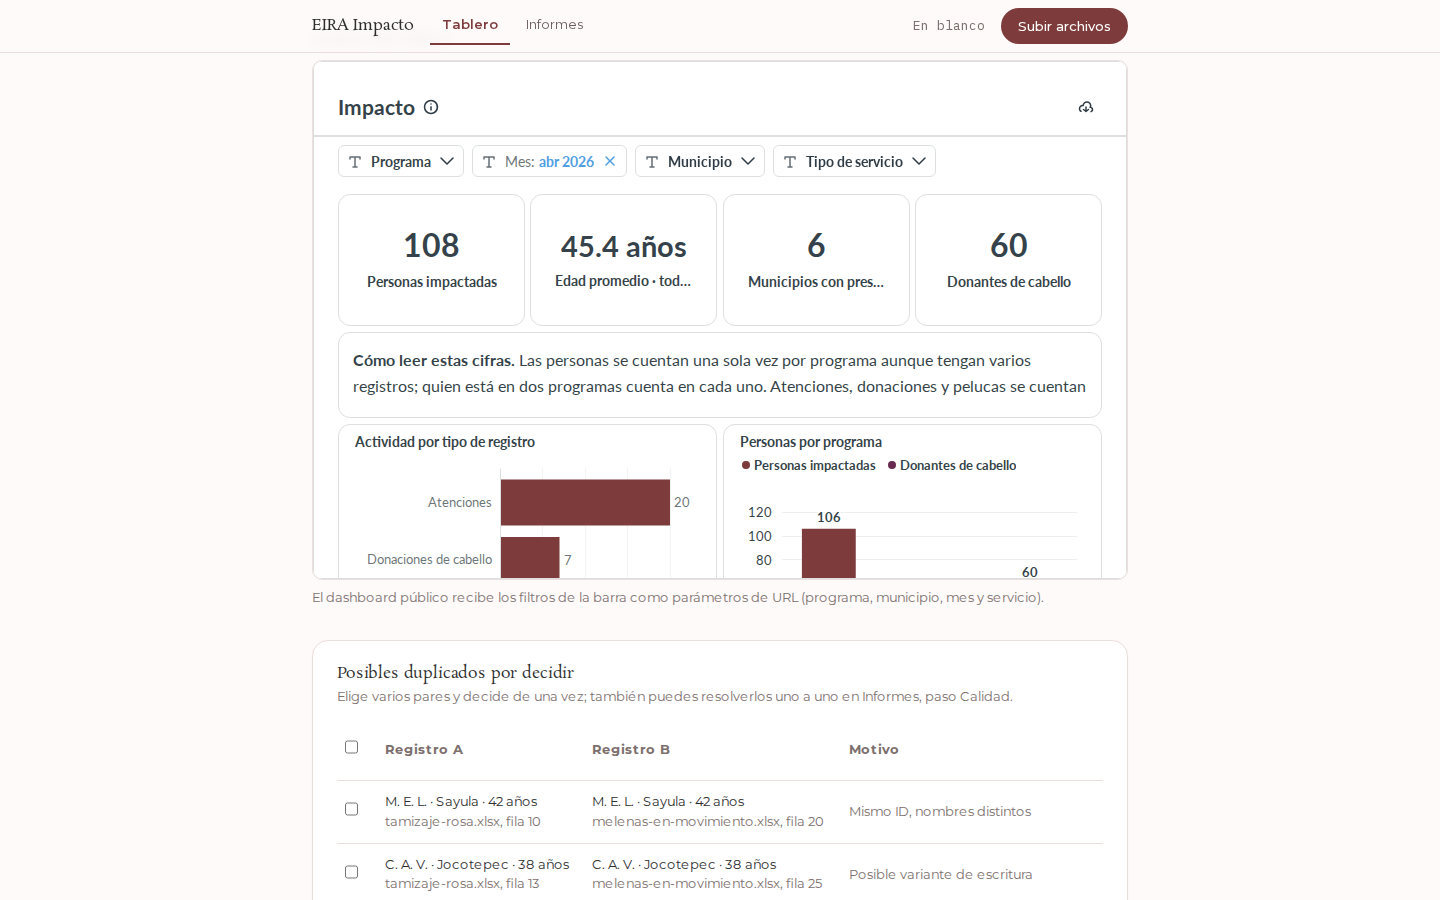 EIRA Impacto
Tablero
Informes
En blanco
Subir archivos
Impacto
Programa
Mes: abr 2026
Municipio
Tipo de servicio
108
Personas impactadas
45.4 años
Edad promedio · tod...
6
Municipios con pres...
60
Donantes de cabello
Cómo leer estas cifras. Las personas se cuentan una sola vez por programa aunque tengan varios
registros; quien está en dos programas cuenta en cada uno. Atenciones, donaciones y pelucas se cuentan
Actividad por tipo de registro
Atenciones
20
Donaciones de cabello
7
Personas por programa
Personas impactadas
Donantes de cabello
120
100
80
106
60
El dashboard público recibe los filtros de la barra como parámetros de URL (programa, municipio, mes y servicio).
Posibles duplicados por decidir
Elige varios pares y decide de una vez; también puedes resolverlos uno a uno en Informes, paso Calidad.
Registro A
Registro B
Motivo
M. E. L. · Sayula · 42 años
tamizaje-rosa.xlsx, fila 10
M. E. L. · Sayula · 42 años
melenas-en-movimiento.xlsx, fila 20
Mismo ID, nombres distintos
C. A. V. · Jocotepec · 38 años
tamizaje-rosa.xlsx, fila 13
C. A. V. · Jocotepec · 38 años
melenas-en-movimiento.xlsx, fila 25
Posible variante de escritura